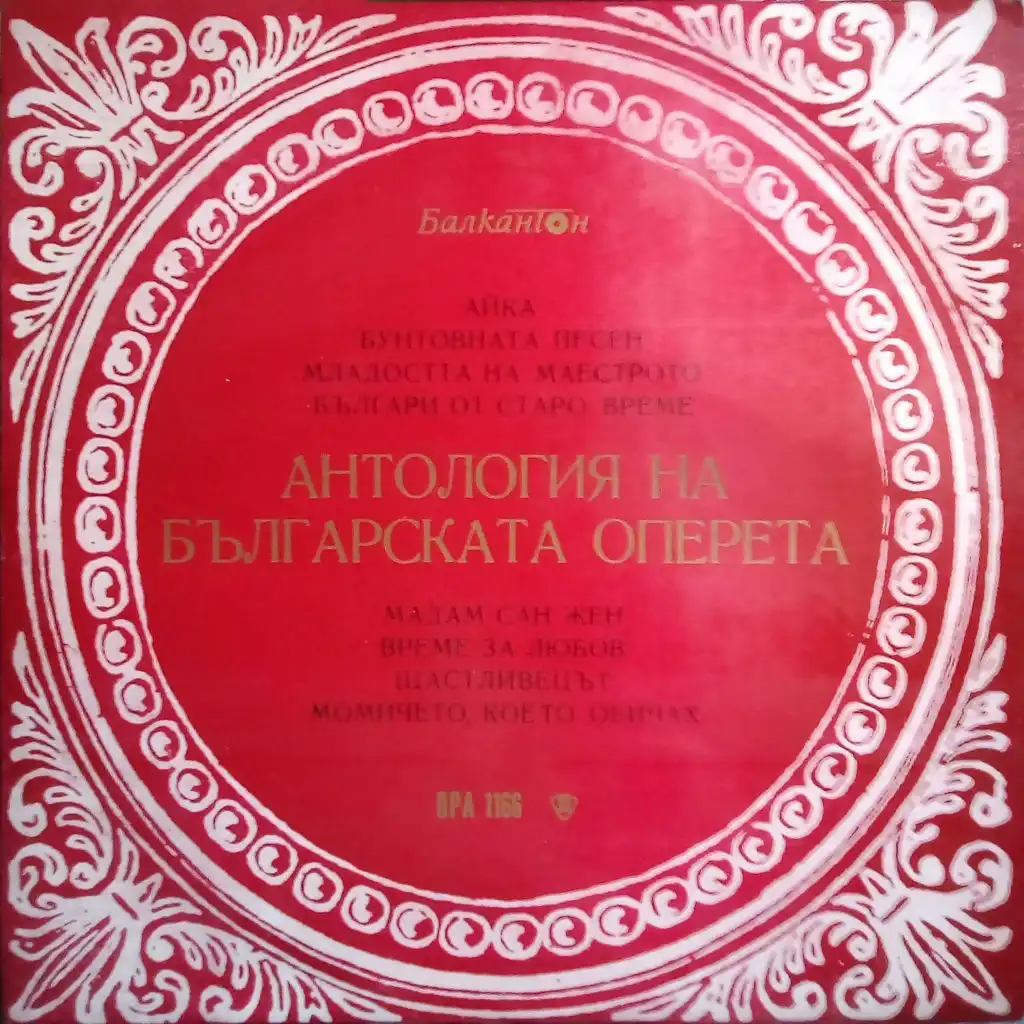 Балкантон
АЙКА
БУНТОВНАТА ПЕСЕН
МЛАДОСТТА НА МАЕСТРОТО
БЪЛГАРИ ОТ СТАРО ВРЕМЕ
АНТОЛОГИЯ НА
БЪЛГАРСКАТА ОПЕРЕТА
МАДАМ САН ЖЕН
ВРЕМЕ ЗА ЛЮБОВ
ЩАСТЛИВЕЦЪТ
МОМИЧЕТО, КОЕТО ОБИЧАХ
ВРА 1166